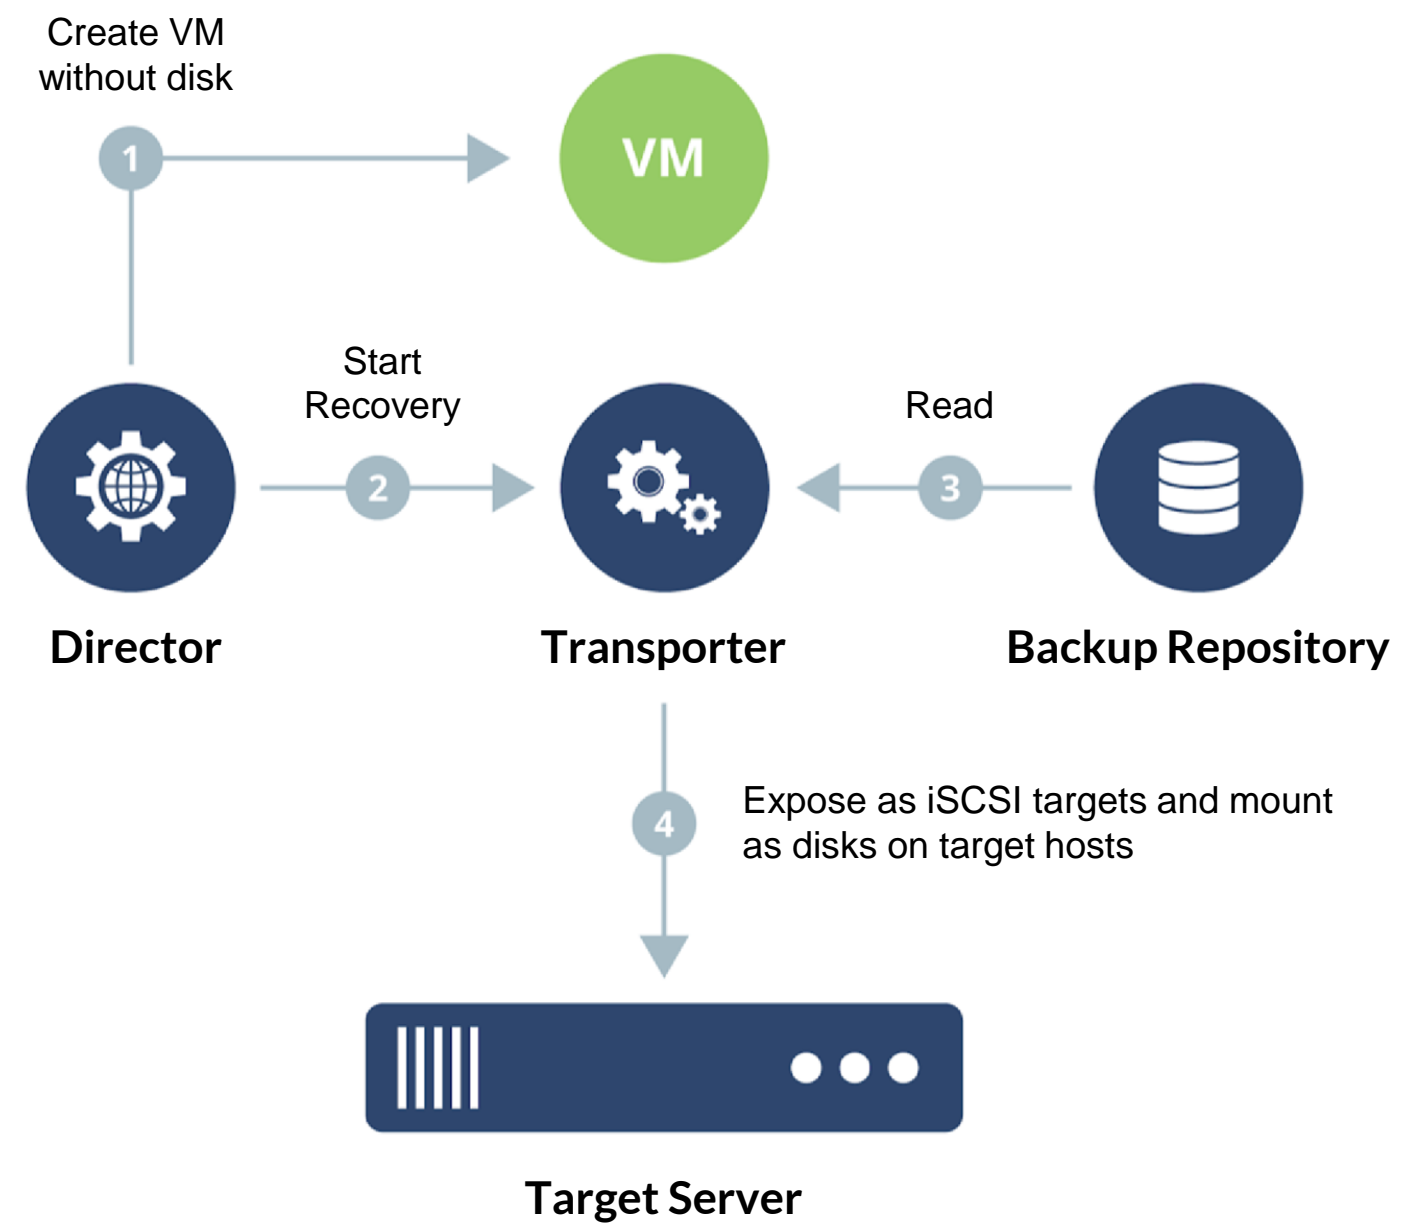 Create VM
without disk
1
VM
Start
Recovery
2
Read
3
Director
Transporter
Backup Repository
4
Expose as iSCSI targets and mount
as disks on target hosts
Target Server